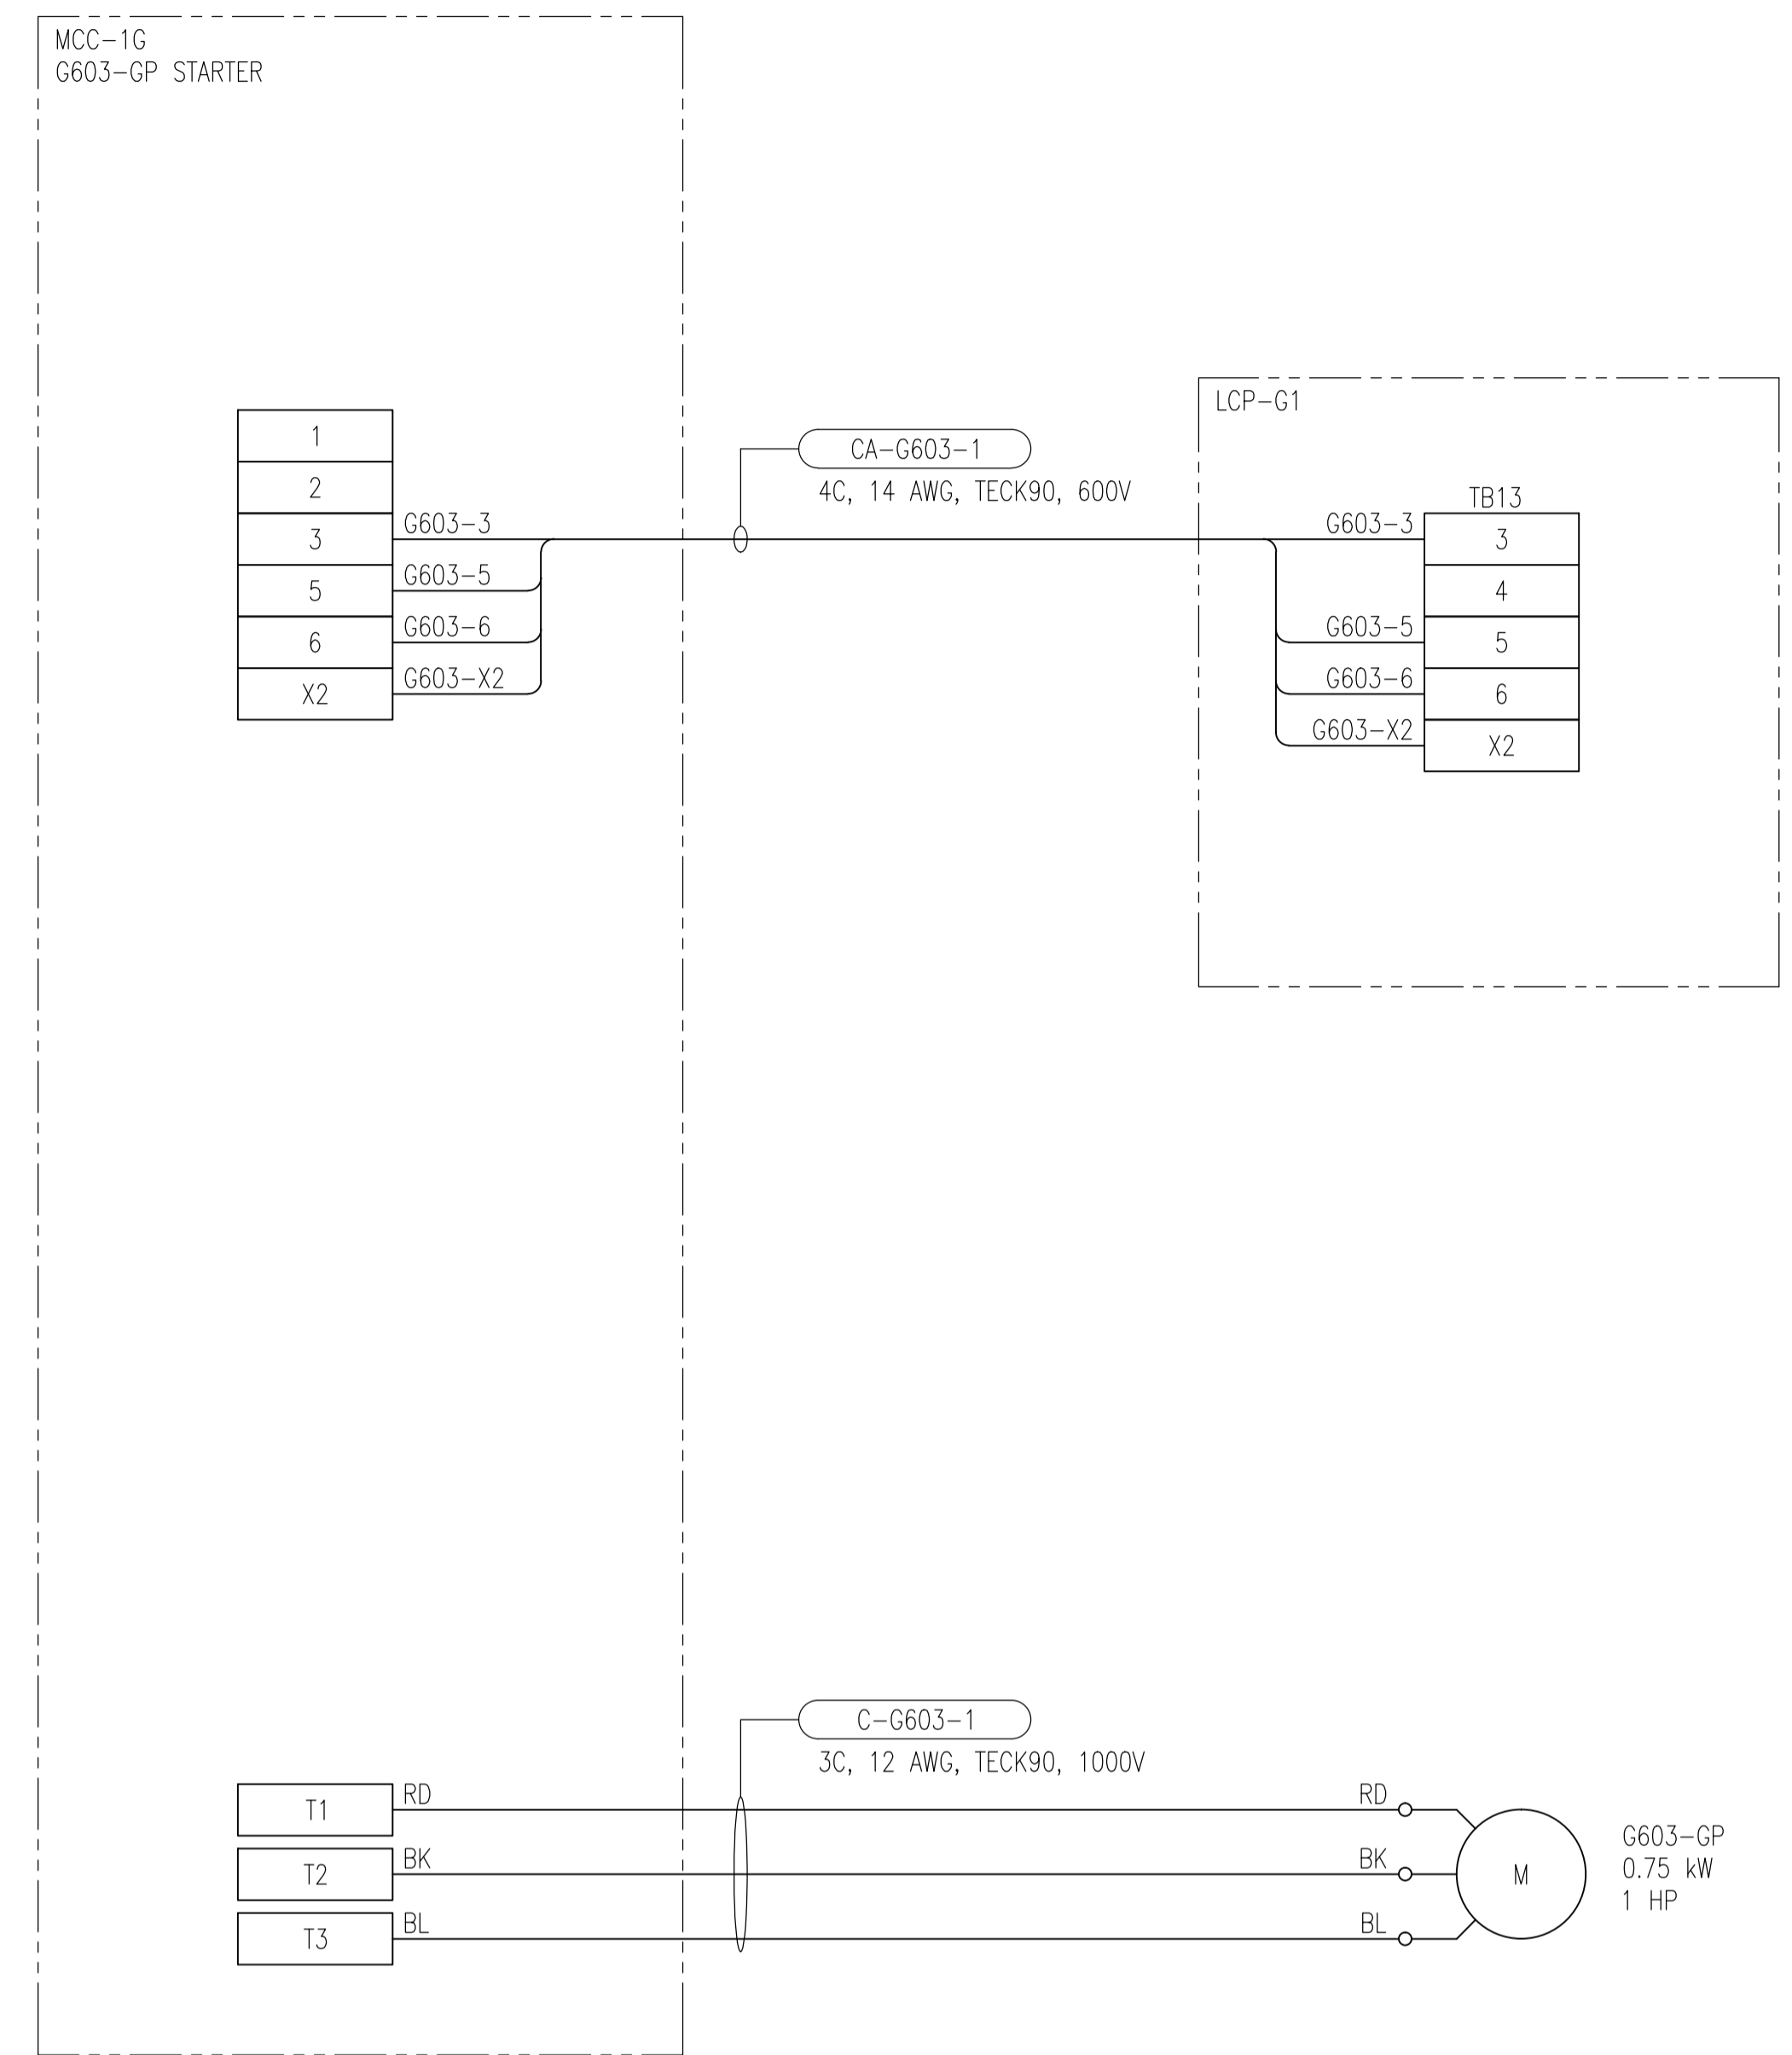 MCC-1G
G603-GP STARTER
LCP-G1
1
CA-G603-1
2
4C, 14 AWG, TECK90, 600V
TB13
G603-3
G603-3
3
3
G603-5
5
4
G603-6
G603-5
6
5
G603-X2
G603-6
X2
6
G603-X2
X2
C-G603-1
3C, 12 AWG, TECK90, 1000V
T1
RD
RD
T2
BK
BK
M
T3
BL
BL
G603-GP
0.75 kW
1 HP